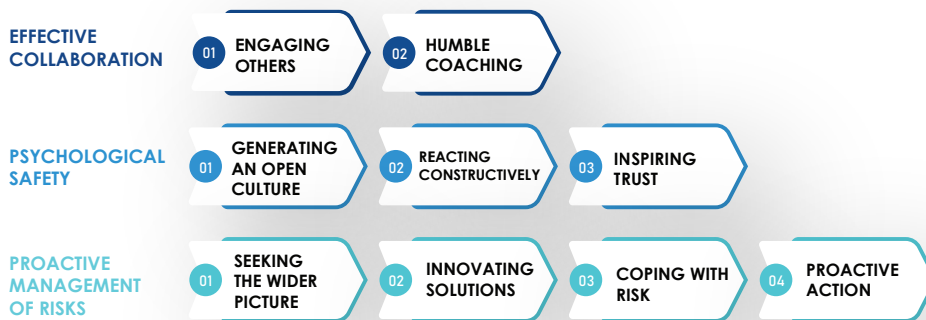 EFFECTIVE
COLLABORATION
01
ENGAGING
OTHERS
02
HUMBLE
COACHING
PSYCHOLOGICAL
SAFETY
01
GENERATING
AN OPEN
CULTURE
02
REACTING
CONSTRUCTIVELY
03
INSPIRING
TRUST
PROACTIVE
MANAGEMENT
OF RISKS
01
SEEKING
THE WIDER
PICTURE
02
INNOVATING
SOLUTIONS
03
COPING WITH
RISK
04
PROACTIVE
ACTION